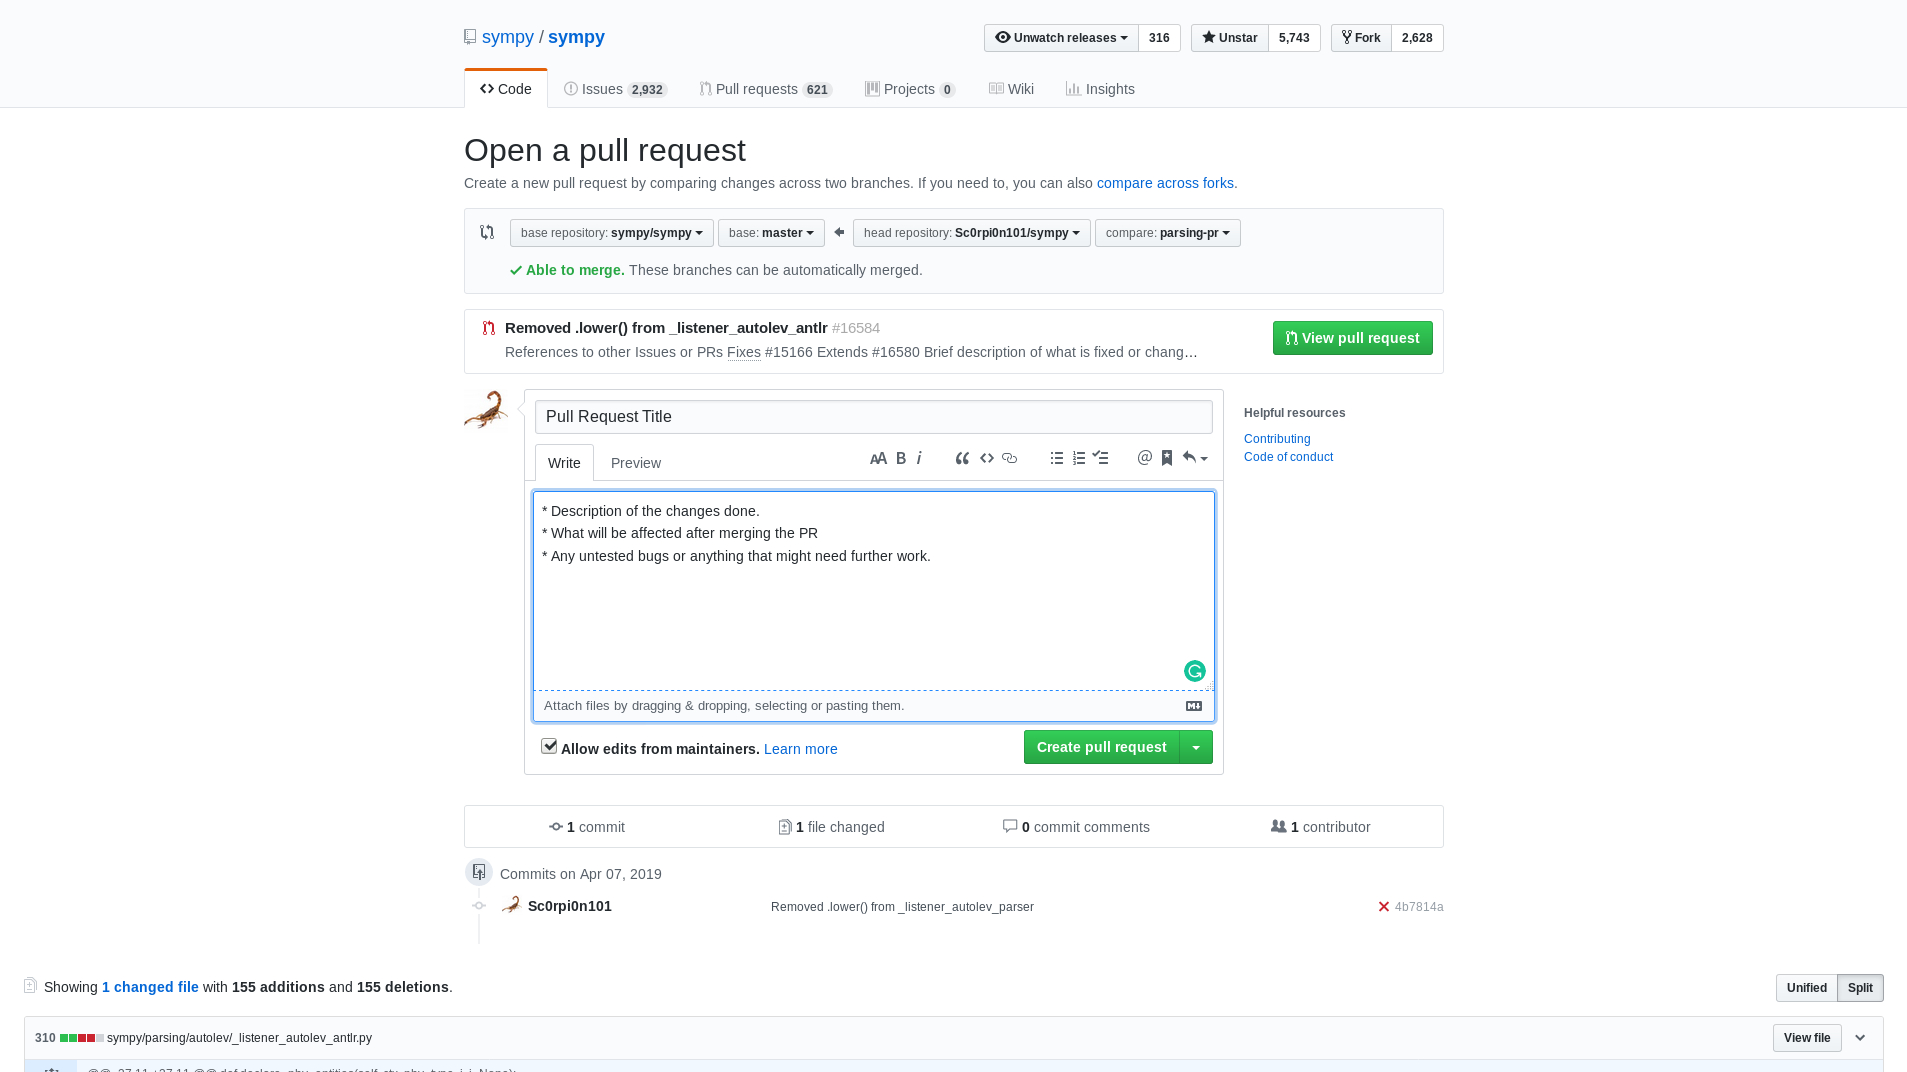 sympy / sympy
Unwatch releases 316 Unstar 5,743 Fork 2,628
Code Issues 2,932 Pull requests 621 Projects 0 Wiki Insights
Open a pull request
Create a new pull request by comparing changes across two branches. If you need to, you can also compare across forks.
base repository: sympy/sympy base: master head repository: Sc0rpi0n101/sympy compare: parsing-pr
Able to merge. These branches can be automatically merged.
Removed .lower() from _listener_autolev_antlr #16584
References to other Issues or PRs Fixes #15166 Extends #16580 Brief description of what is fixed or chang…
View pull request
Pull Request Title
Helpful resources
Contributing
Code of conduct
Write Preview
* Description of the changes done.
* What will be affected after merging the PR
* Any untested bugs or anything that might need further work.
Attach files by dragging & dropping, selecting or pasting them.
Allow edits from maintainers. Learn more
Create pull request
1 commit 1 file changed 0 commit comments 1 contributor
Commits on Apr 07, 2019
Sc0rpi0n101 Removed .lower() from _listener_autolev_parser 4b7814a
Showing 1 changed file with 155 additions and 155 deletions.
Unified Split
310 sympy/parsing/autolev/_listener_autolev_antlr.py
View file